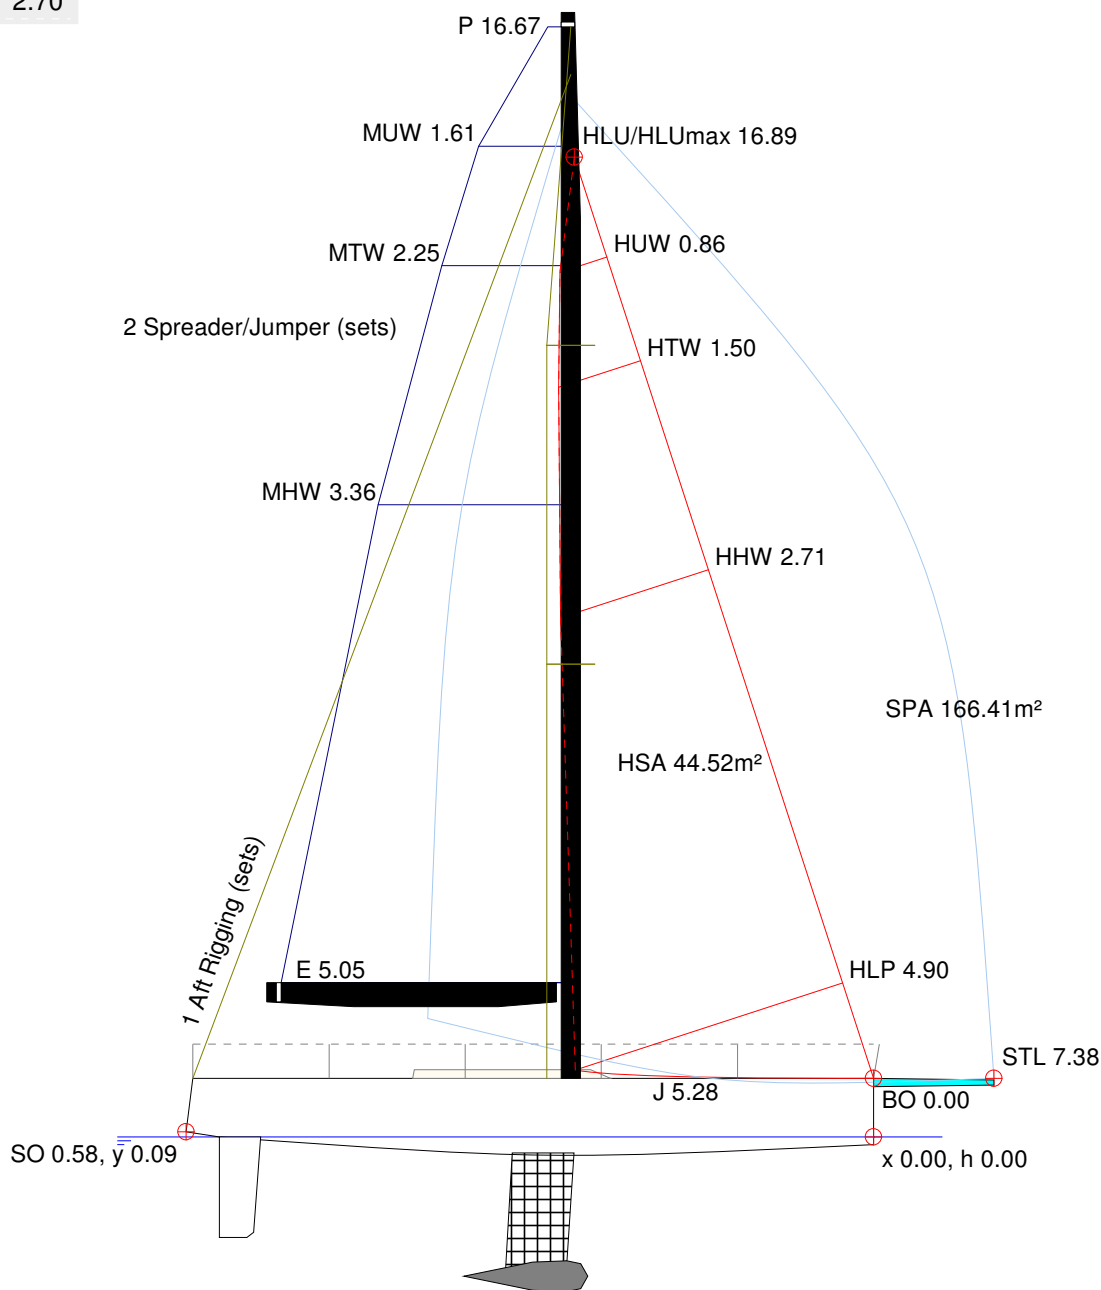 2.70
P 16.67
MUW 1.61
HLU/HLUmax 16.89
MTW 2.25
HUW 0.86
2 Spreader/Jumper (sets)
HTW 1.50
MHW 3.36
HHW 2.71
SPA 166.41m²
HSA 44.52m²
1 Aft Rigging (sets)
E 5.05
HLP 4.90
STL 7.38
J 5.28
BO 0.00
SO 0.58, y 0.09
x 0.00, h 0.00